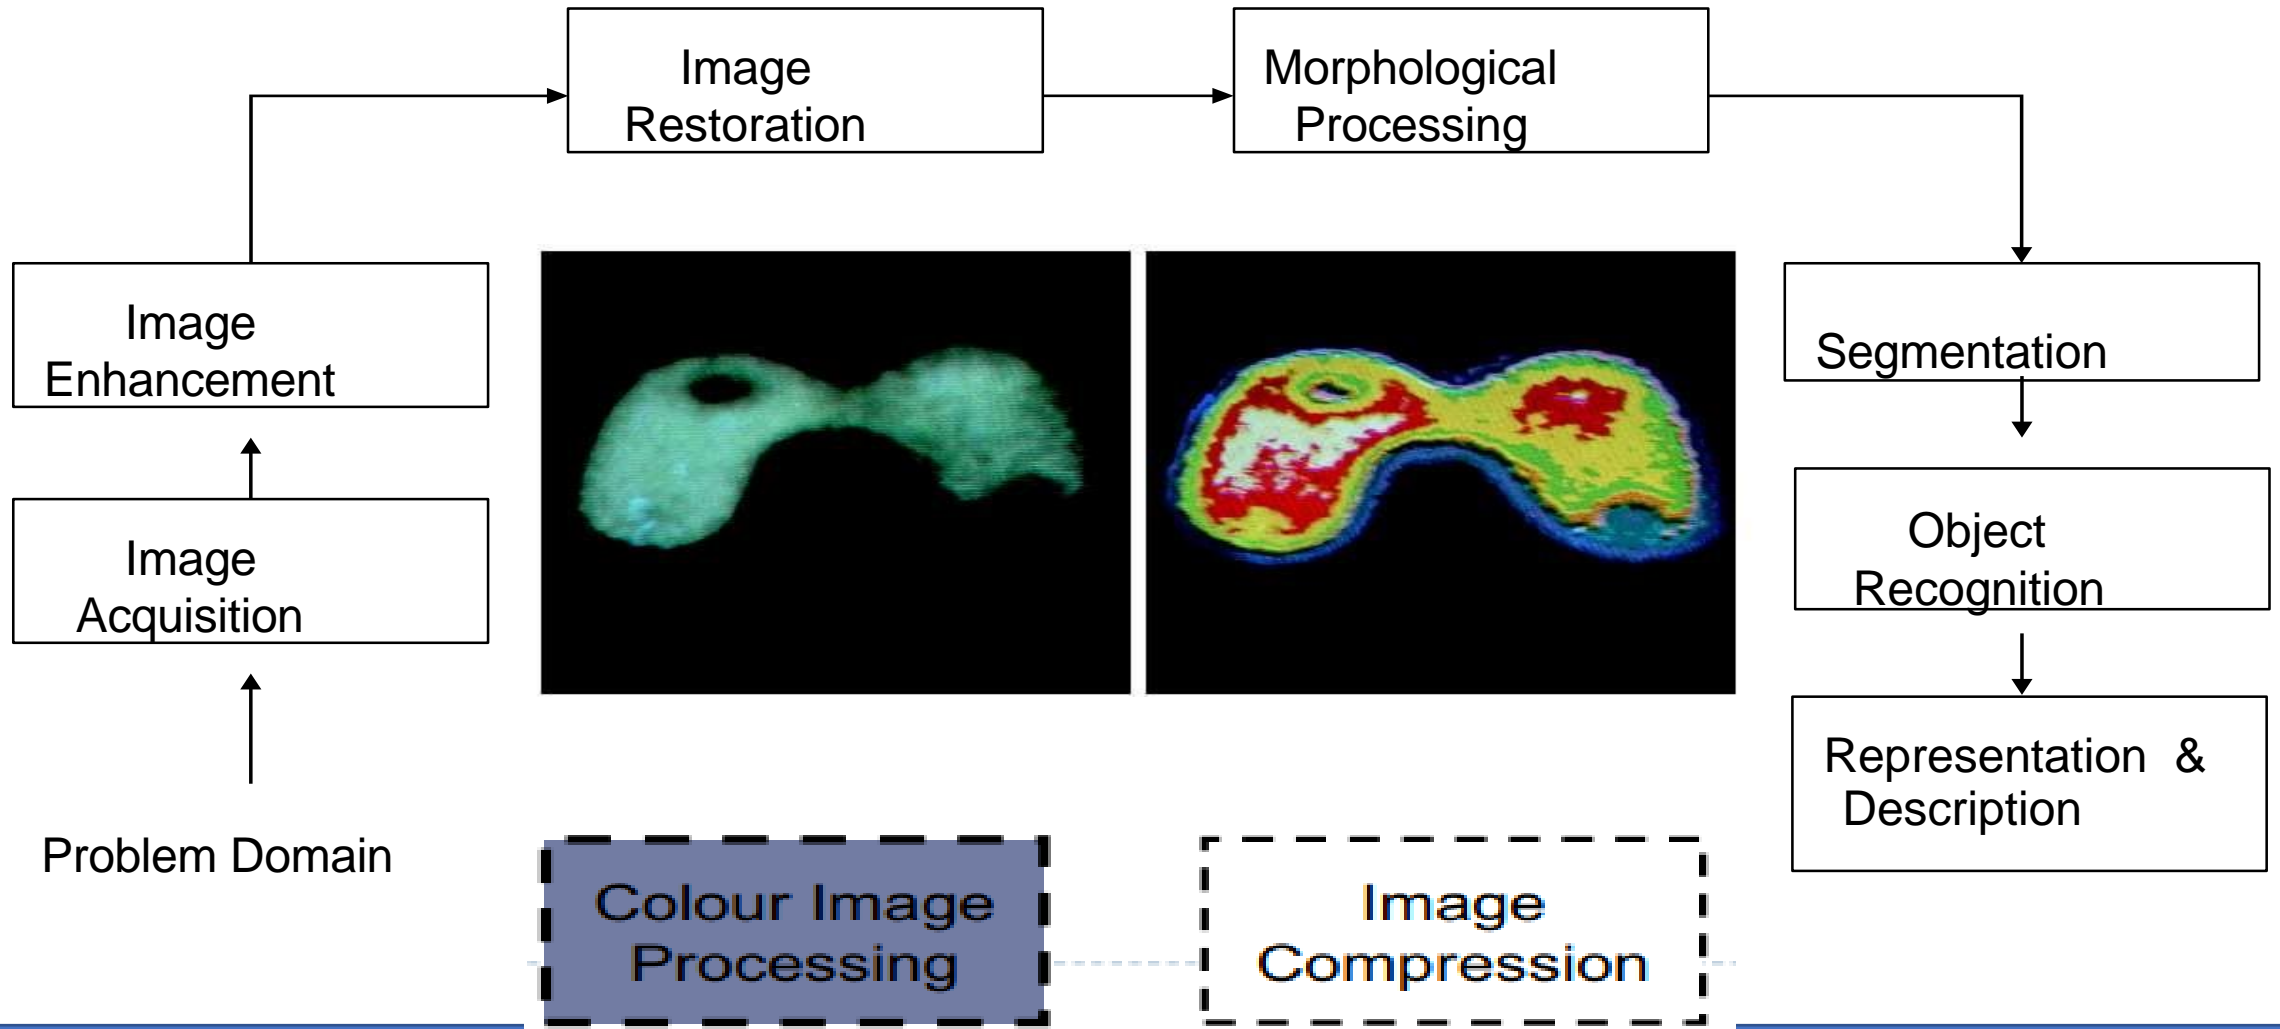 Image
Restoration
Morphological
Processing
Image
Enhancement
Segmentation
Image
Acquisition
Object
Recognition
Representation &
Description
Problem Domain
Colour Image
Processing
Image
Compression